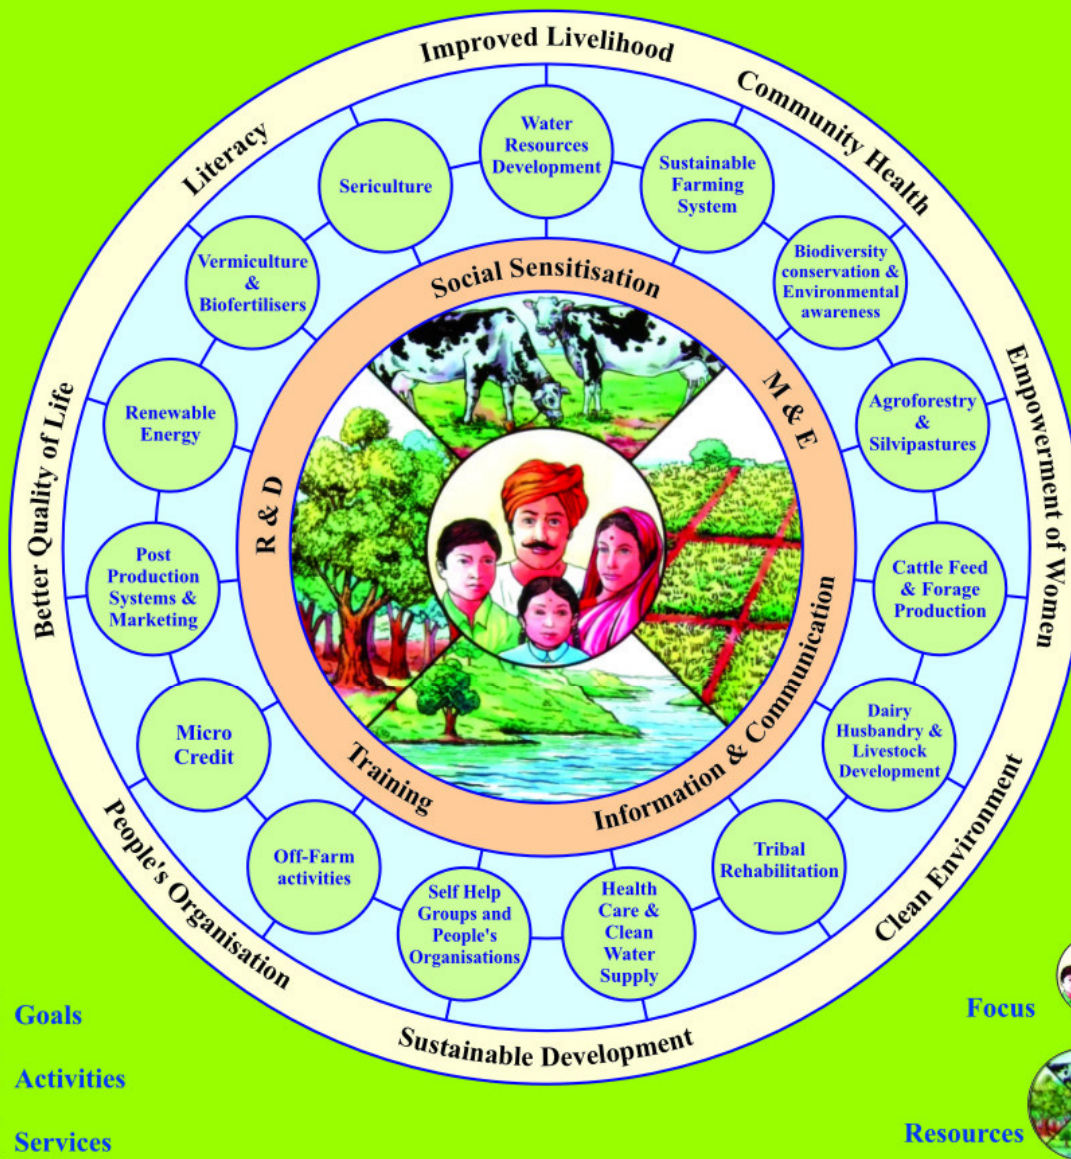 Improved Livelihood
Community Health
Empowerment of Women
Clean Environment
Sustainable Development
People's Organisation
Better Quality of Life
Literacy
Water
Resources
Development
Sustainable
Farming
System
Biodiversity
conservation &
Environmental
awareness
Agroforestry
&
Silvipastures
Cattle Feed
& Forage
Production
Dairy
Husbandry &
Livestock
Development
Tribal
Rehabilitation
Health
Care &
Clean
Water
Supply
Self Help
Groups and
People's
Organisations
Off-Farm
activities
Micro
Credit
Post
Production
Systems &
Marketing
Renewable
Energy
Vermiculture
&
Biofertilisers
Sericulture
Social Sensitisation
M & E
Information & Communication
Training
R & D
Goals
Activities
Services
Focus
Resources